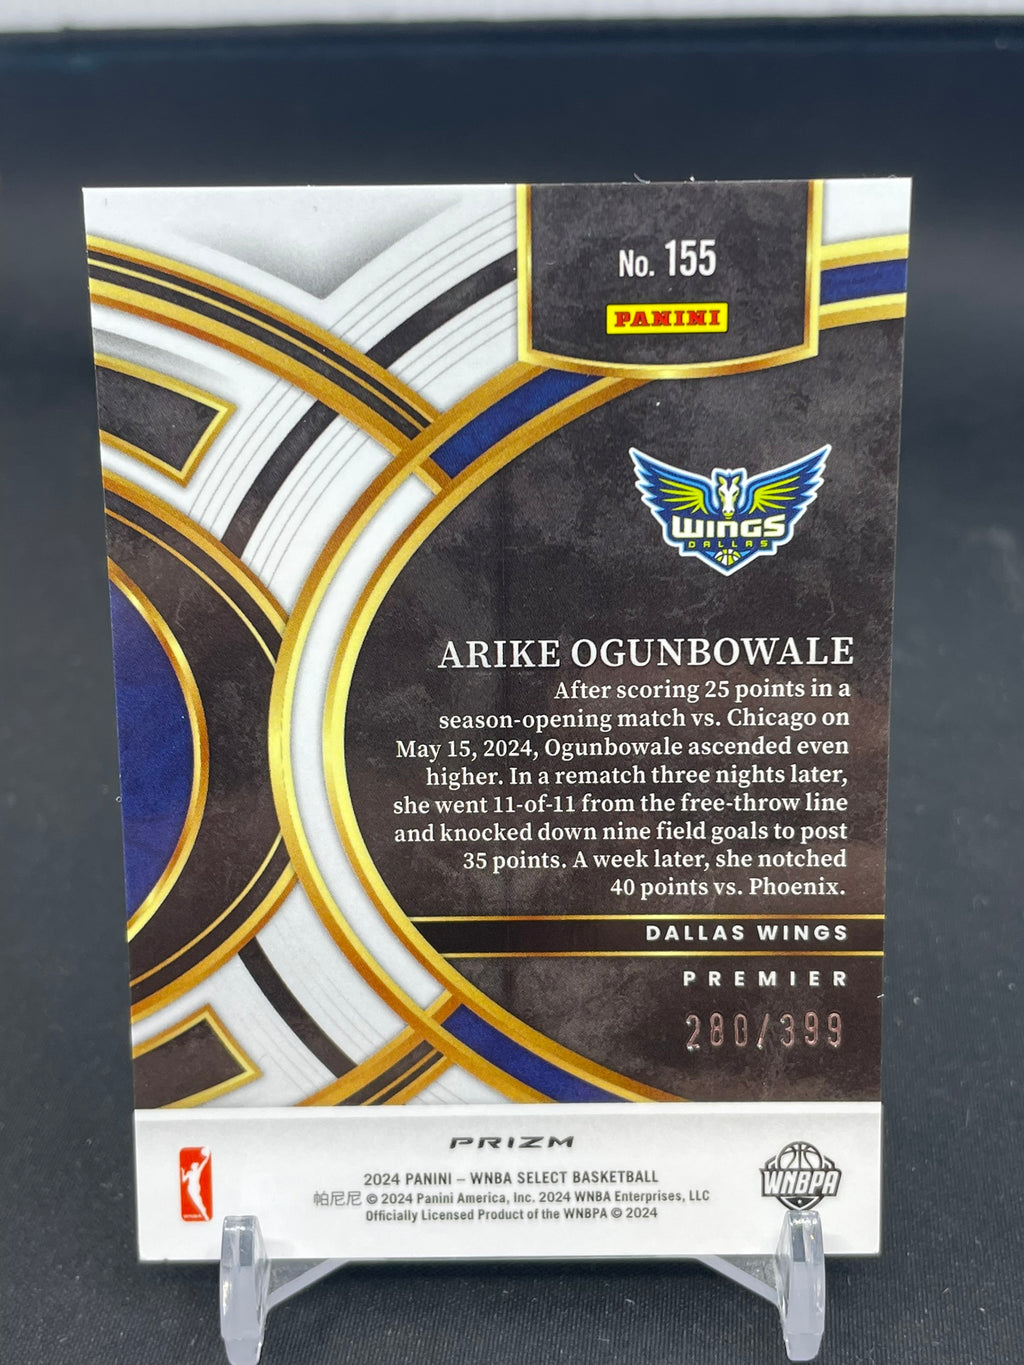 No. 155
PANINI
WINGS
DALLAS
ARIKE OGUNBOWALE
After scoring 25 points in a
season-opening match vs. Chicago on
May 15, 2024, Ogunbowale ascended even
higher. In a rematch three nights later,
she went 11-of-11 from the free-throw line
and knocked down nine field goals to post
35 points. A week later, she notched
40 points vs. Phoenix.
DALLAS WINGS
PREMIER
280/399
PRIZM
2024 PANINI – WNBA SELECT BASKETBALL
帕尼尼 © 2024 Panini America, Inc. 2024 WNBA Enterprises, LLC
Officially Licensed Product of the WNBPA © 2024
WNBPA